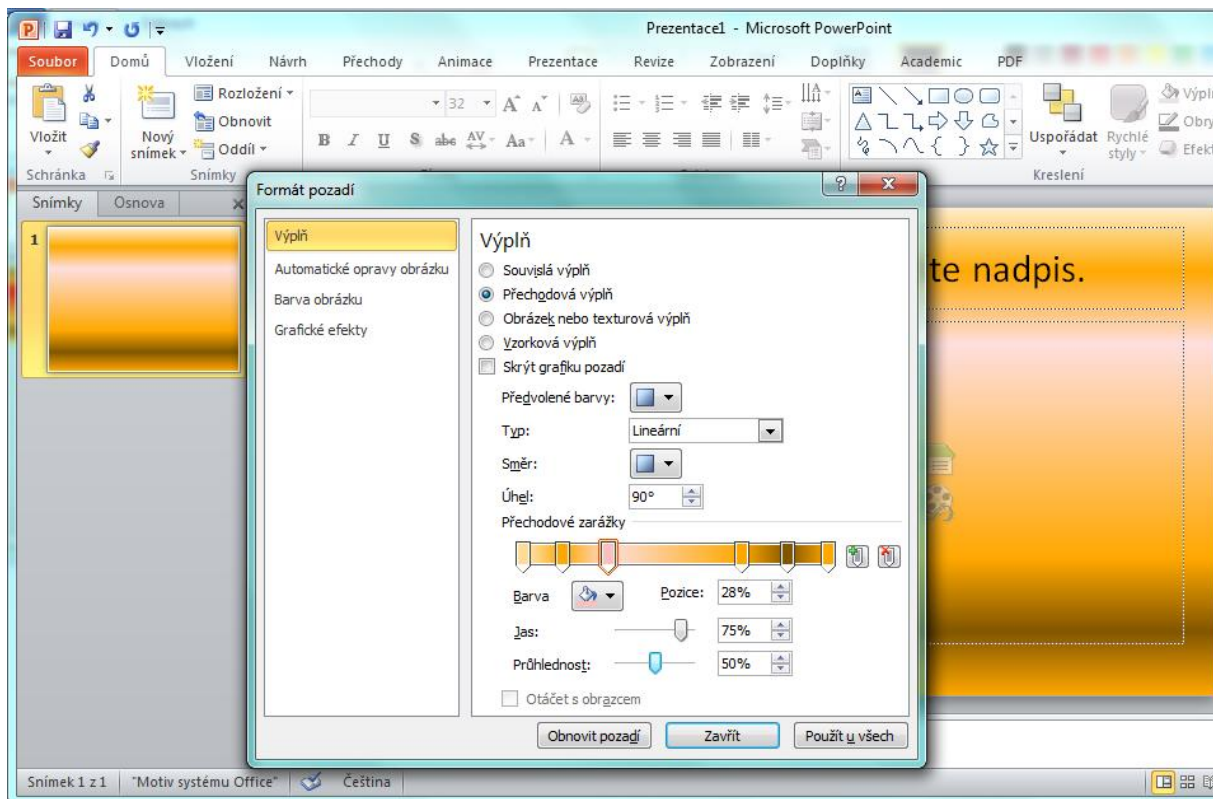 Prezentace1 - Microsoft PowerPoint
Soubor Domů Vložení Návrh Přechody Animace Prezentace Revize Zobrazení Doplňky Academic PDF
Vložit
Nový snímek
Rozložení
Obnovit
Oddíl
32
Uspořádat
Rychlé styly
Výpl
Obry
Efekt
Schránka Snímky Kreslení
Snímky Osnova
1
te nadpis.
Formát pozadí
Výplň
Automatické opravy obrázku
Barva obrázku
Grafické efekty
Výplň
Souvislá výplň
Přechodová výplň
Obrázek nebo texturová výplň
Vzorková výplň
Skrýt grafiku pozadí
Předvolené barvy:
Typ: Lineární
Směr:
Úhel: 90°
Přechodové zarážky
Barva Pozice: 28%
Jas: 75%
Průhlednost: 50%
Otáčet s obrazcem
Obnovit pozadí Zavřít Použít u všech
Snímek 1 z 1 "Motiv systému Office" Čeština